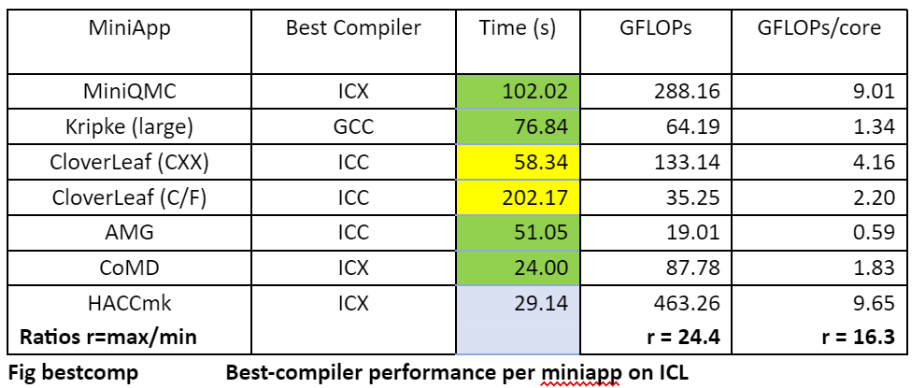 MiniApp Best Compiler Time (s) GFLOPs GFLOPs/core
MiniQMC ICX 102.02 288.16 9.01
Kripke (large) GCC 76.84 64.19 1.34
CloverLeaf (CXX) ICC 58.34 133.14 4.16
CloverLeaf (C/F) ICC 202.17 35.25 2.20
AMG ICC 51.05 19.01 0.59
CoMD ICX 24.00 87.78 1.83
HACCmk ICX 29.14 463.26 9.65
Ratios r=max/min r = 24.4 r = 16.3
Fig bestcomp Best-compiler performance per miniapp on ICL